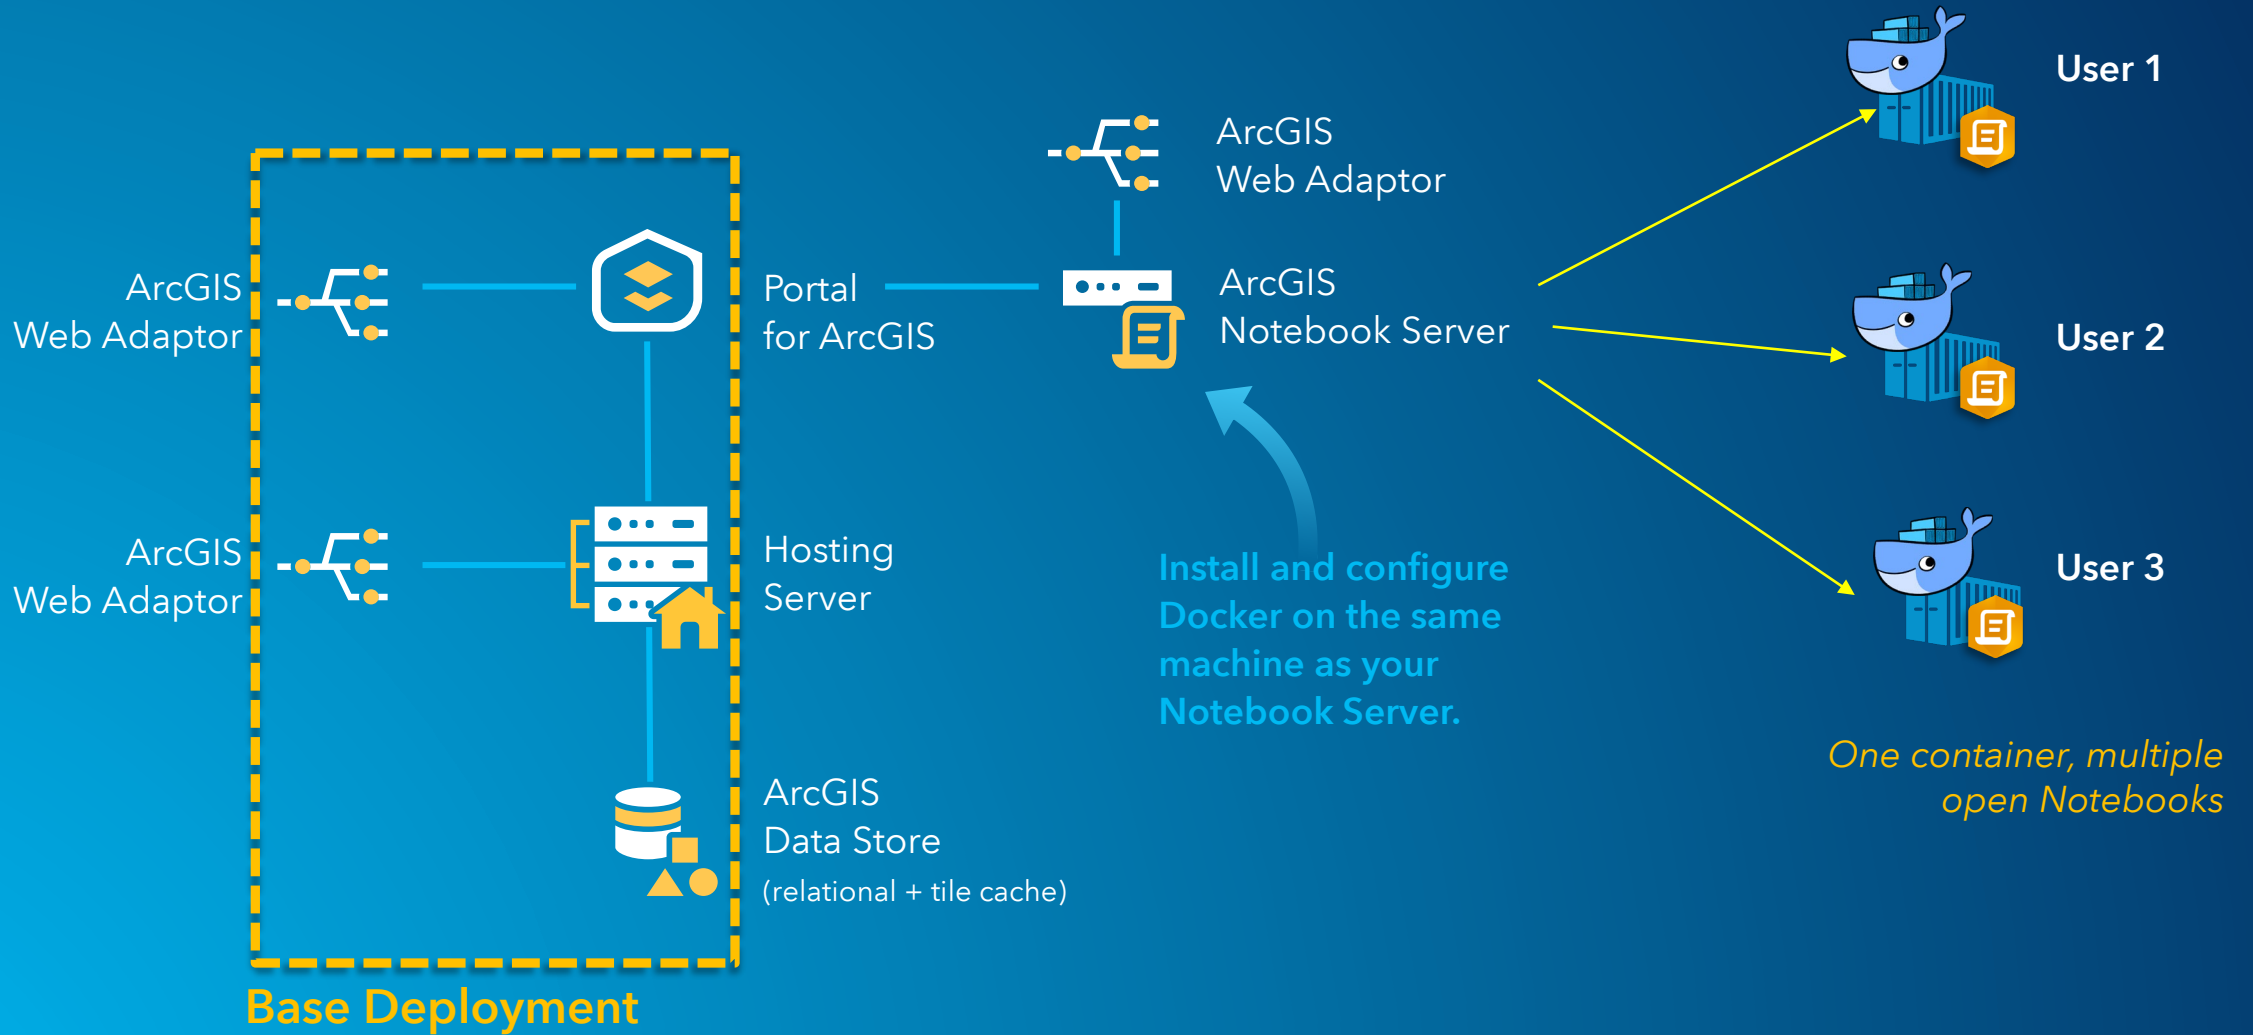 ArcGIS
Web Adaptor
Portal
for ArcGIS
ArcGIS
Web Adaptor
Hosting
Server
ArcGIS
Data Store
(relational + tile cache)
Base Deployment
ArcGIS
Web Adaptor
ArcGIS
Notebook Server
Install and configure
Docker on the same
machine as your
Notebook Server.
User 1
User 2
User 3
One container, multiple
open Notebooks